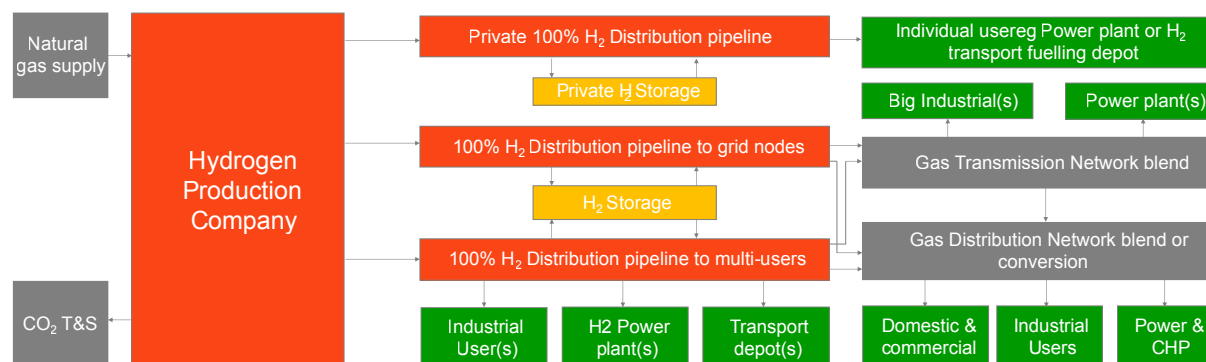 Natural
gas supply
Hydrogen
Production
Company
CO₂ T&S
Private 100% H₂ Distribution pipeline
Private H₂ Storage
Individual usereg Power plant or H₂
transport fuelling depot
Big Industrial(s)
Power plant(s)
100% H₂ Distribution pipeline to grid nodes
Gas Transmission Network blend
H₂ Storage
100% H₂ Distribution pipeline to multi-users
Gas Distribution Network blend or
conversion
Industrial
User(s)
H2 Power
plant(s)
Transport
depot(s)
Domestic &
commercial
Industrial
Users
Power &
CHP